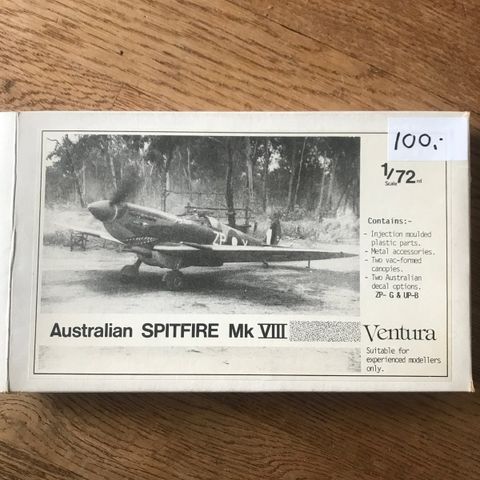 100,-
1/72nd
Scale
Contains:-
- Injection moulded
plastic parts.
- Metal accessories.
- Two vac-formed
canopies.
- Two Australian
decal options.
ZP- G & UP-B
Australian SPITFIRE Mk VIII
Ventura
Suitable for
experienced modellers
only.